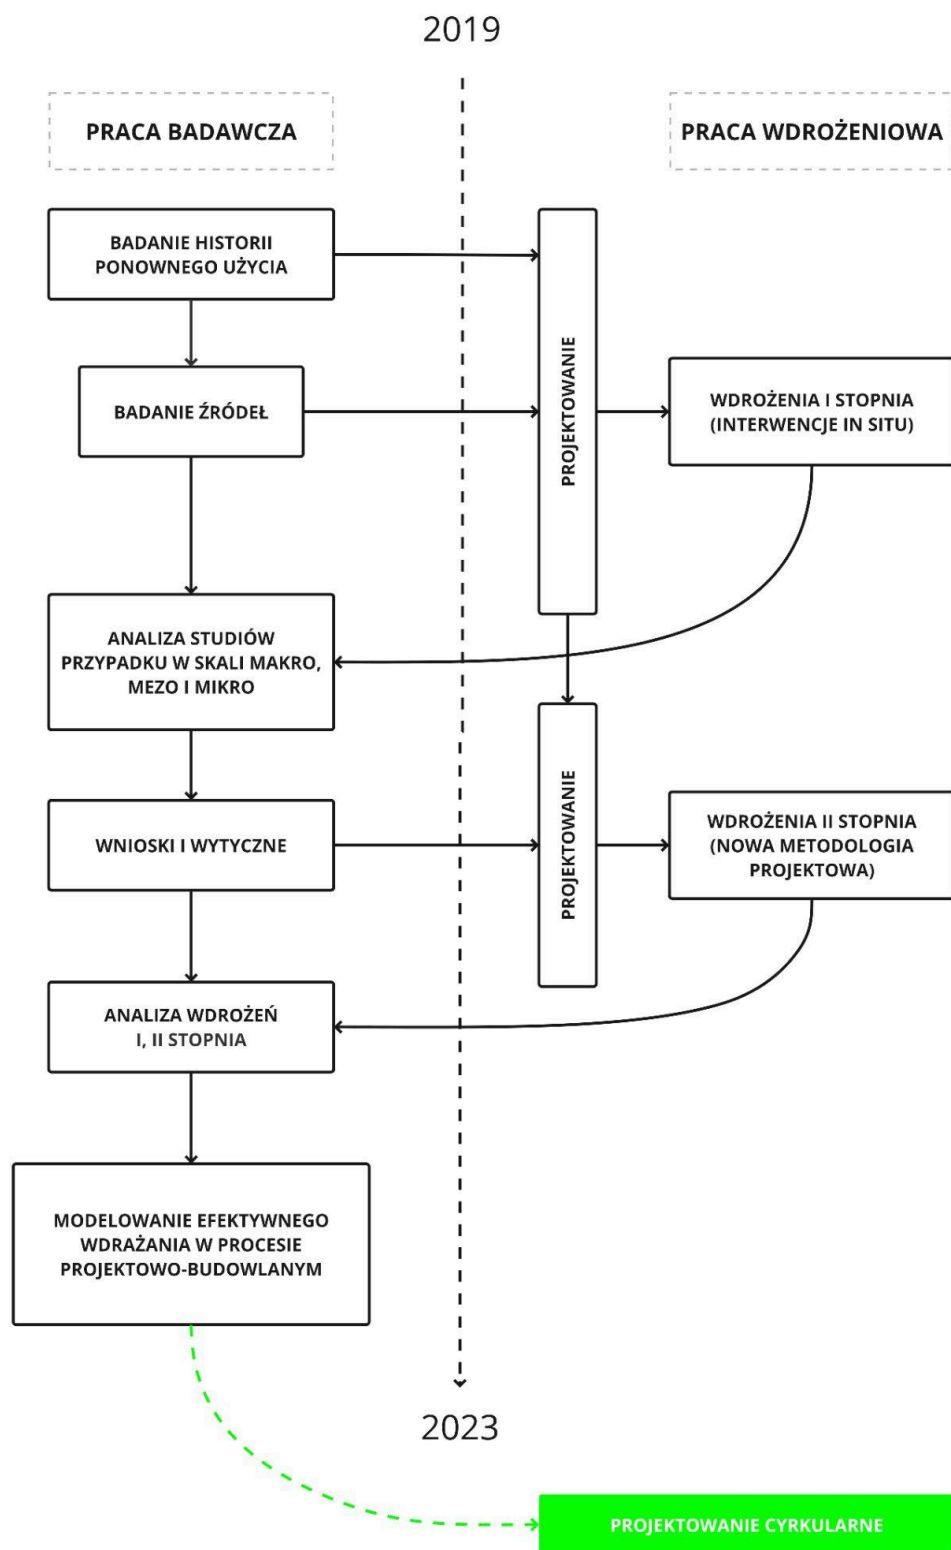 2019
PRACA BADAWCZA
PRACA WDROŻENIOWA
BADANIE HISTORII
PONOWNEGO UŻYCIA
BADANIE ŹRÓDEŁ
PROJEKTOWANIE
WDROŻENIA I STOPNIA
(INTERWENCJE IN SITU)
ANALIZA STUDIÓW
PRZYPADKU W SKALI MAKRO,
MEZO I MIKRO
WNIOSKI I WYTYCZNE
PROJEKTOWANIE
WDROŻENIA II STOPNIA
(NOWA METODOLOGIA
PROJEKTOWA)
ANALIZA WDROŻEŃ
I, II STOPNIA
MODELOWANIE EFEKTYWNEGO
WDRAŻANIA W PROCESIE
PROJEKTOWO-BUDOWLANYM
2023
PROJEKTOWANIE CYRKULARNE